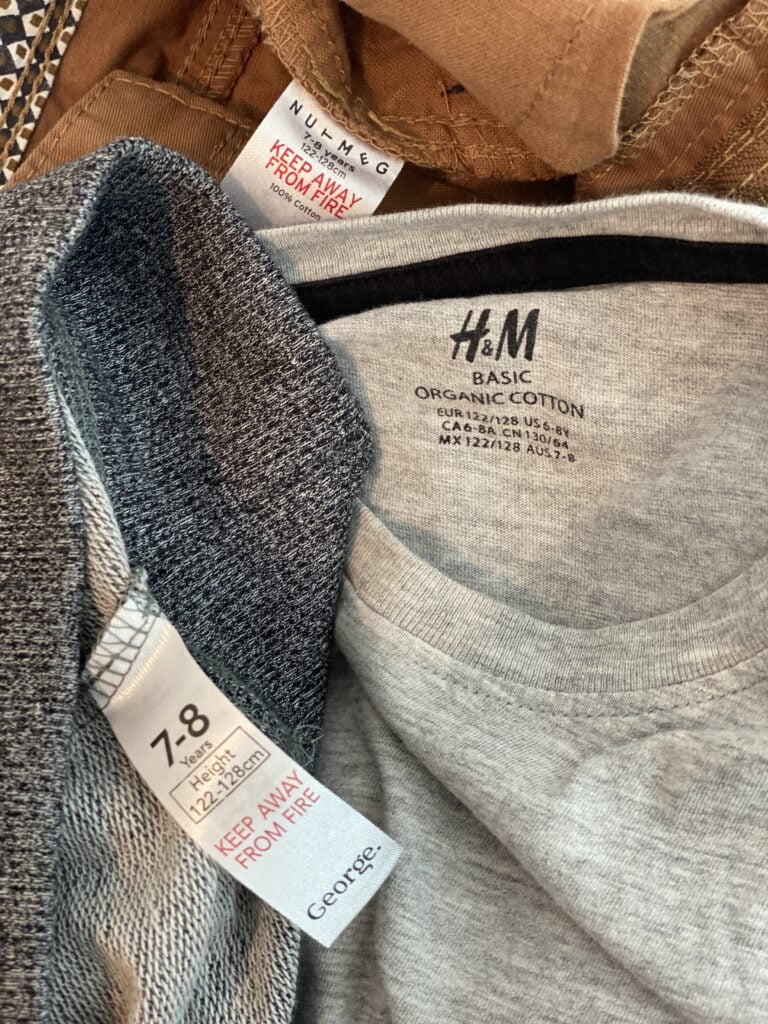 NUTMEG
7-8 years
122-128cm
KEEP AWAY
FROM FIRE
100% Cotton
H&M
BASIC
ORGANIC COTTON
EUR 122/128 US 6-8Y
CA 6-8A CN 130/64
MX 122/128 AUS 7-8
7-8
Years
Height
122-128cm
KEEP AWAY
FROM FIRE
George.